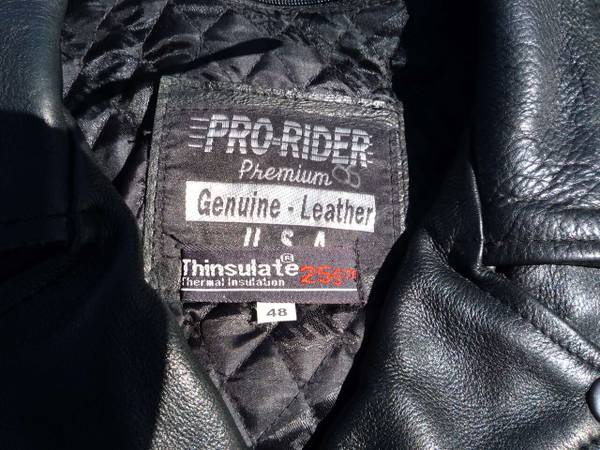 PRO-RIDER
Premium
Genuine - Leather
U S A
Thinsulate®
Thermal Insulation
48